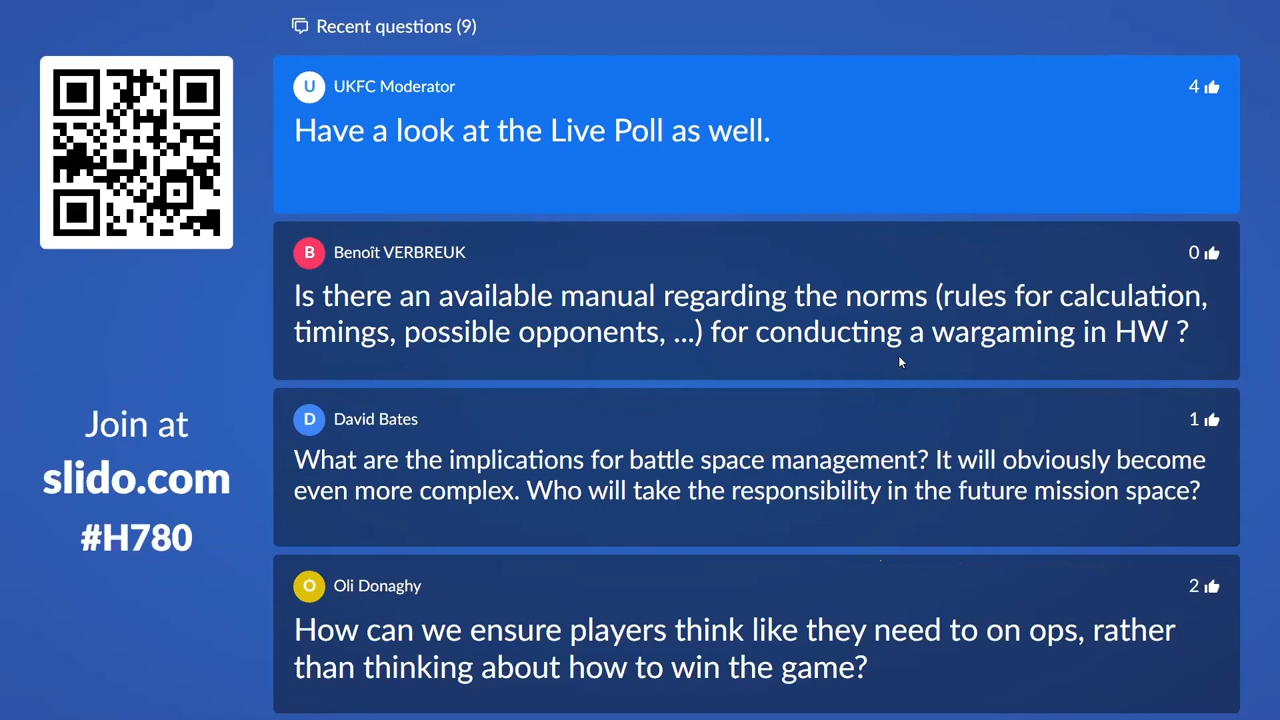 Recent questions (9)
U UKFC Moderator 4
Have a look at the Live Poll as well.
B Benoît VERBREUK 0
Is there an available manual regarding the norms (rules for calculation,
timings, possible opponents, ...) for conducting a wargaming in HW ?
D David Bates 1
What are the implications for battle space management? It will obviously become
even more complex. Who will take the responsibility in the future mission space?
O Oli Donaghy 2
How can we ensure players think like they need to on ops, rather
than thinking about how to win the game?
Join at
slido.com
#H780